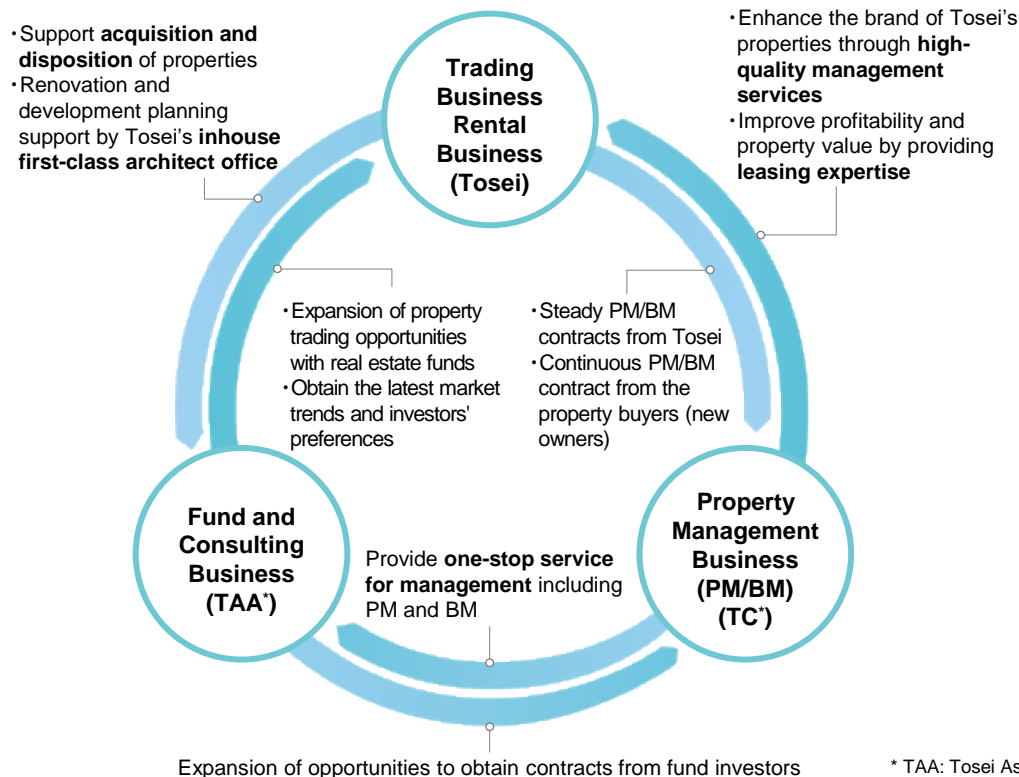 ・Support acquisition and
disposition of properties
・Renovation and
development planning
support by Tosei's inhouse
first-class architect office
Trading
Business
Rental
Business
(Tosei)
・Enhance the brand of Tosei's
properties through high-
quality management
services
・Improve profitability and
property value by providing
leasing expertise
・Expansion of property
trading opportunities
with real estate funds
・Obtain the latest market
trends and investors'
preferences
・Steady PM/BM
contracts from Tosei
・Continuous PM/BM
contract from the
property buyers (new
owners)
Fund and
Consulting
Business
(TAA*)
Provide one-stop service
for management including
PM and BM
Property
Management
Business
(PM/BM)
(TC*)
Expansion of opportunities to obtain contracts from fund investors
* TAA: Tosei As